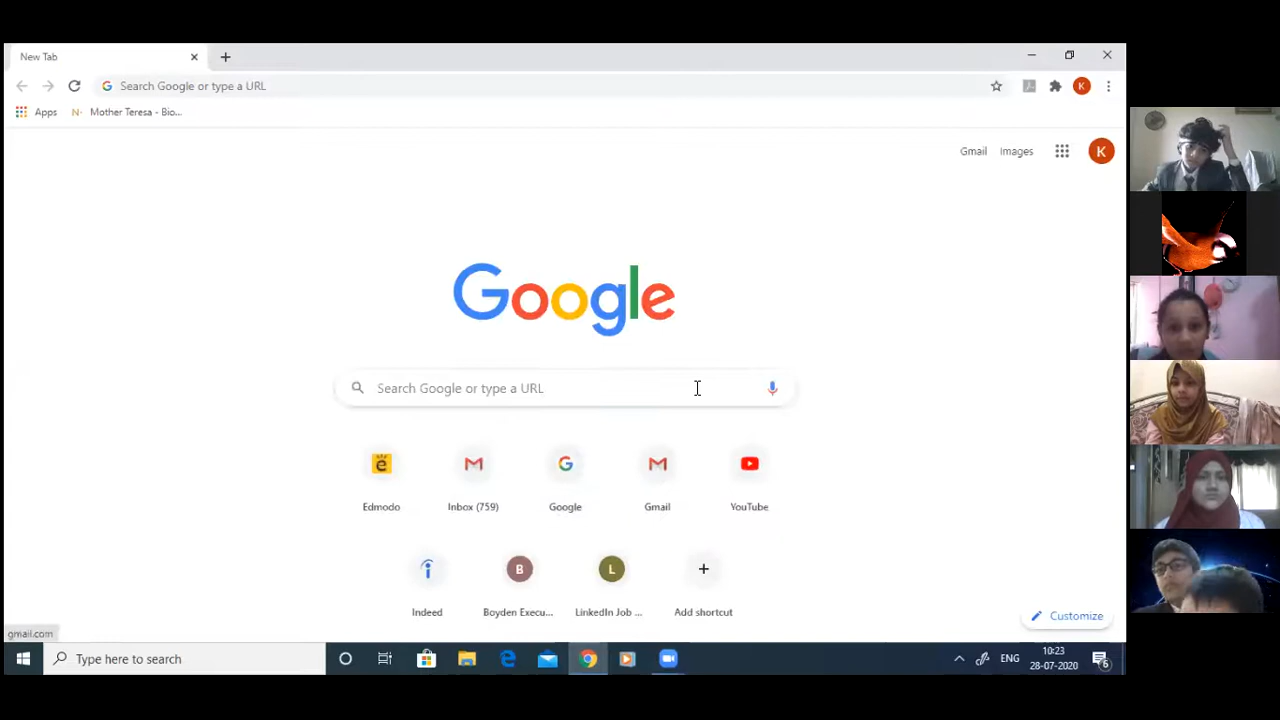 New Tab
Search Google or type a URL
K
Apps
N-
Mother Teresa - Bio...
Gmail
Images
K
Google
Search Google or type a URL
Edmodo
Inbox (759)
Google
Gmail
YouTube
B
L
Indeed
Boyden Execu...
LinkedIn Job ...
Add shortcut
Customize
gmail.com
Type here to search
ENG
10:23
28-07-2020
6